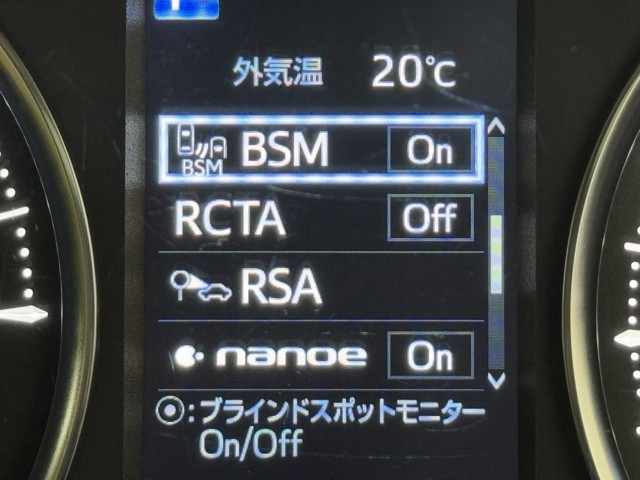 外気温 20℃
BSM BSM On
RCTA Off
RSA
nanoe On
◉:ブラインドスポットモニター
On/Off